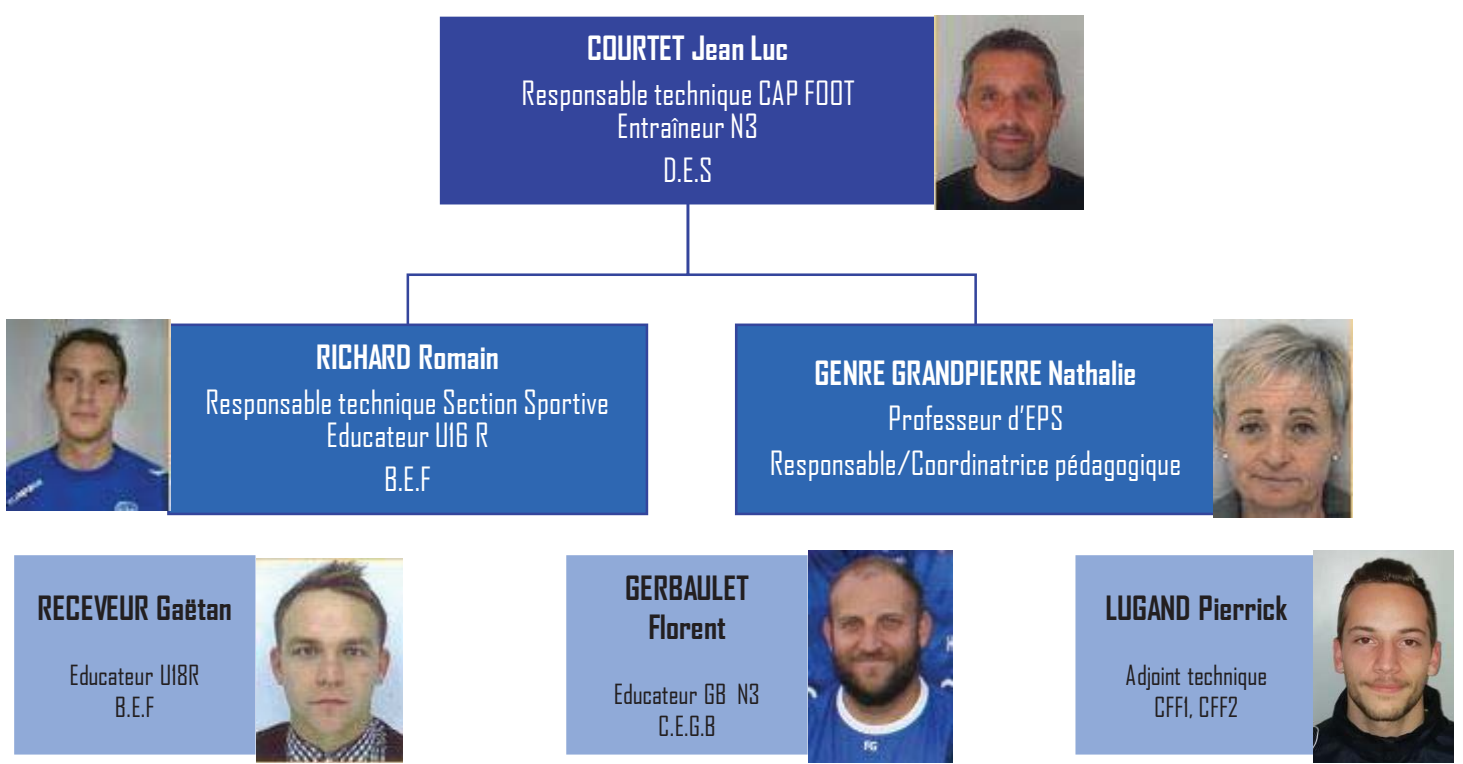 COURTET Jean Luc
Responsable technique CAP FOOT
Entraîneur N3
D.E.S
RICHARD Romain
Responsable technique Section Sportive
Educateur U16 R
B.E.F
GENRE GRANDPIERRE Nathalie
Professeur d'EPS
Responsable/Coordinatrice pédagogique
RECEVEUR Gaëtan
Educateur U18R
B.E.F
GERBAULET
Florent
Educateur GB N3
C.E.G.B
FG
LUGAND Pierrick
Adjoint technique
CFF1, CFF2